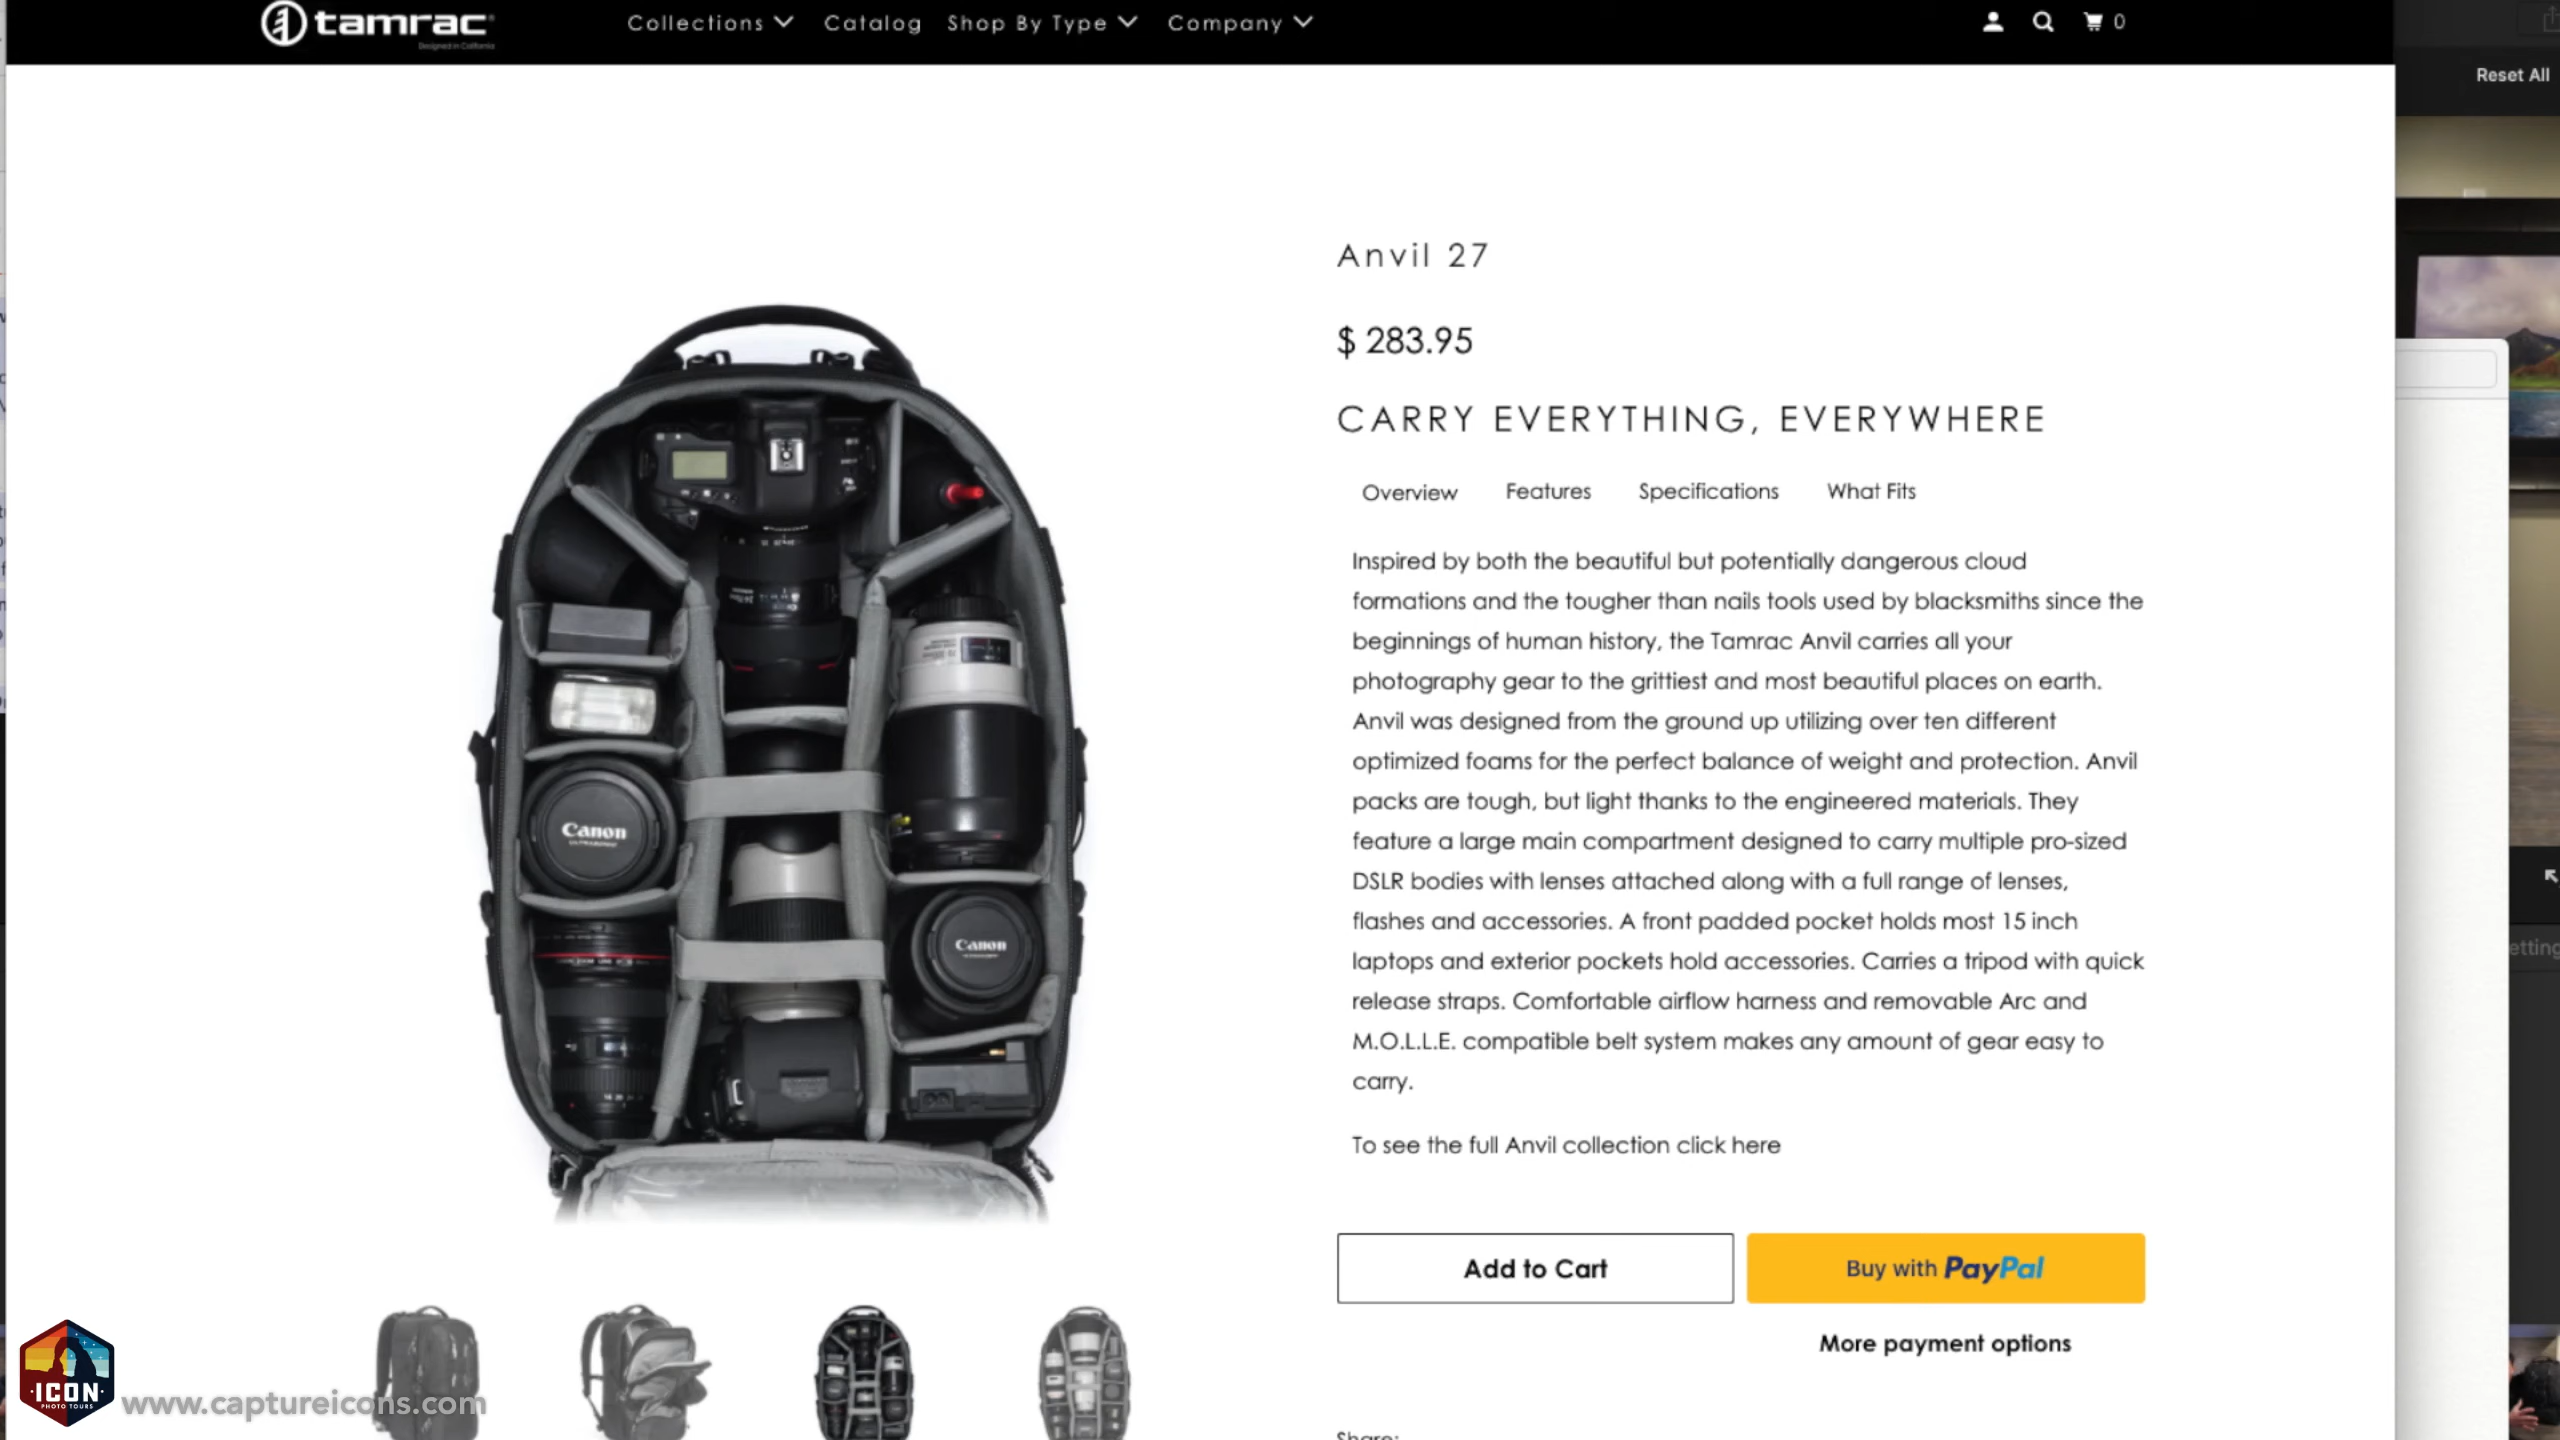 tamrac
Designed in California
Collections
Catalog
Shop By Type
Company
0
Reset All
Anvil 27
$ 283.95
CARRY EVERYTHING, EVERYWHERE
Overview
Features
Specifications
What Fits
Inspired by both the beautiful but potentially dangerous cloud
formations and the tougher than nails tools used by blacksmiths since the
beginnings of human history, the Tamrac Anvil carries all your
photography gear to the grittiest and most beautiful places on earth.
Anvil was designed from the ground up utilizing over ten different
optimized foams for the perfect balance of weight and protection. Anvil
packs are tough, but light thanks to the engineered materials. They
feature a large main compartment designed to carry multiple pro-sized
DSLR bodies with lenses attached along with a full range of lenses,
flashes and accessories. A front padded pocket holds most 15 inch
laptops and exterior pockets hold accessories. Carries a tripod with quick
release straps. Comfortable airflow harness and removable Arc and
M.O.L.L.E. compatible belt system makes any amount of gear easy to
carry.
To see the full Anvil collection click here
Add to Cart
Buy with PayPal
More payment options
Share:
Canon
Canon
etting
ICON
PHOTO TOURS
www.captureicons.com